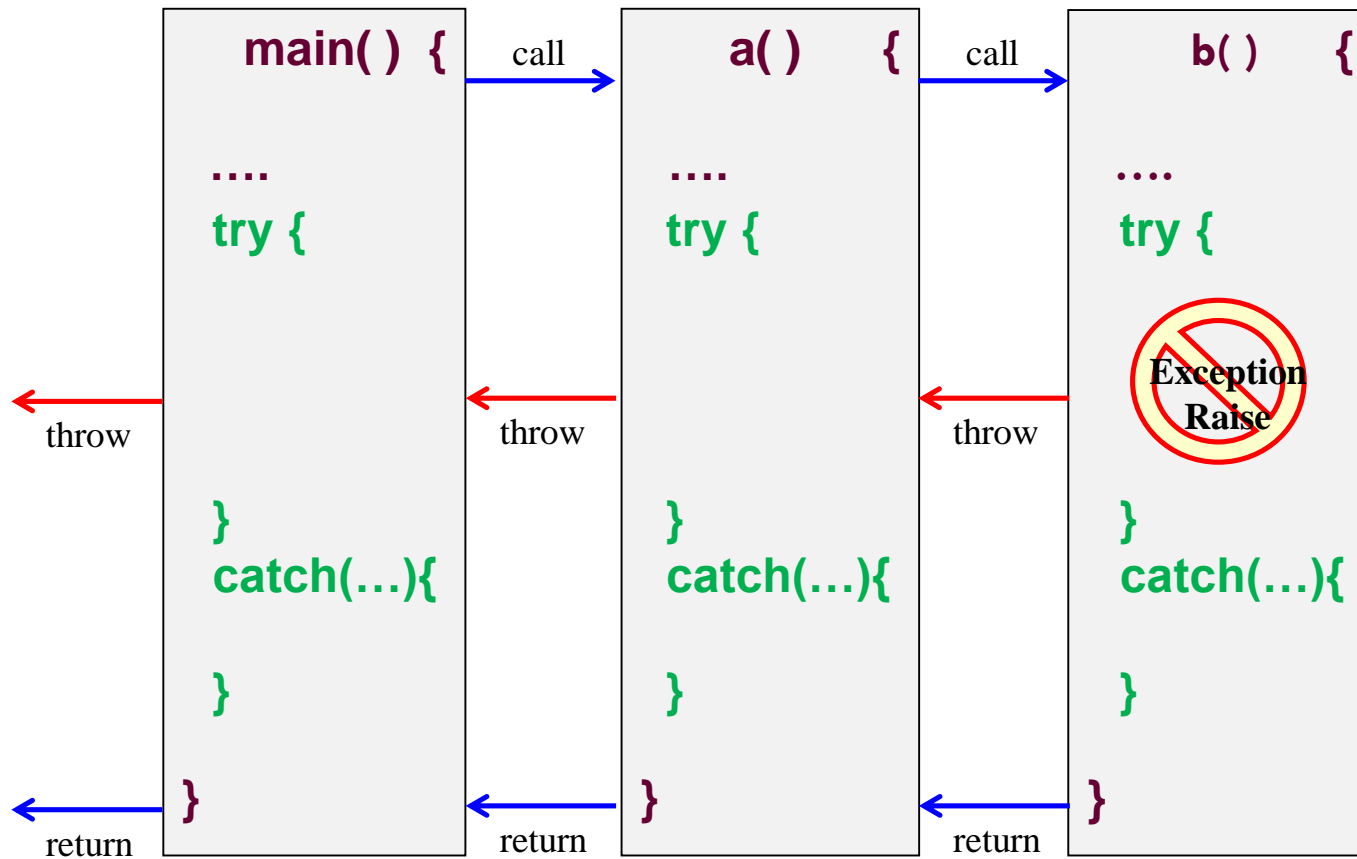 main( ) {
call
a( ) {
call
b( ) {
....
....
....
try {
try {
try {
Exception
Raise
throw
throw
throw
}
}
}
catch(…){
catch(…){
catch(…){
}
}
}
}
}
}
return
return
return